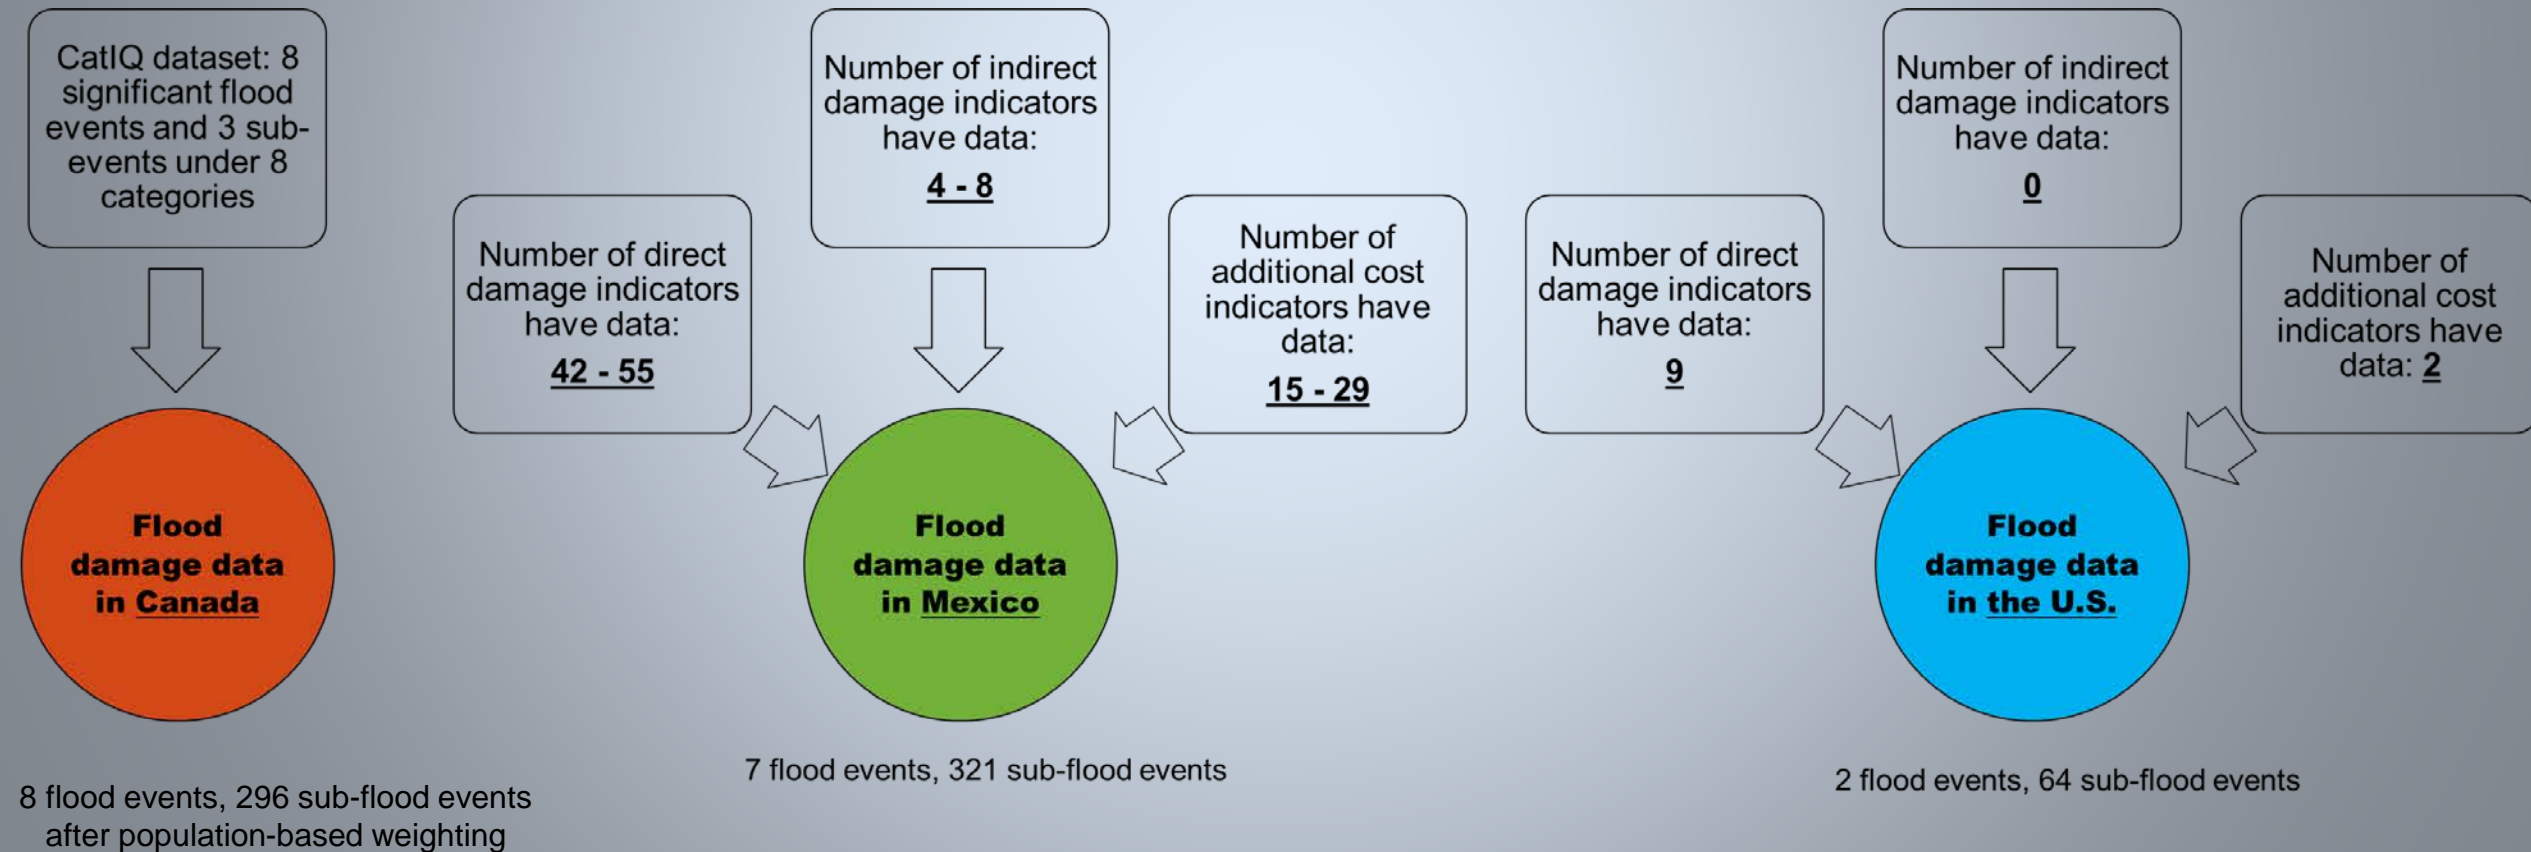 CatIQ dataset: 8
significant flood
events and 3 sub-
events under 8
categories
Flood
damage data
in Canada
8 flood events, 296 sub-flood events
after population-based weighting
Number of direct
damage indicators
have data:
42 - 55
Number of indirect
damage indicators
have data:
4 - 8
Number of
additional cost
indicators have
data:
15 - 29
Flood
damage data
in Mexico
7 flood events, 321 sub-flood events
Number of direct
damage indicators
have data:
9
Number of indirect
damage indicators
have data:
0
Number of
additional cost
indicators have
data: 2
Flood
damage data
in the U.S.
2 flood events, 64 sub-flood events